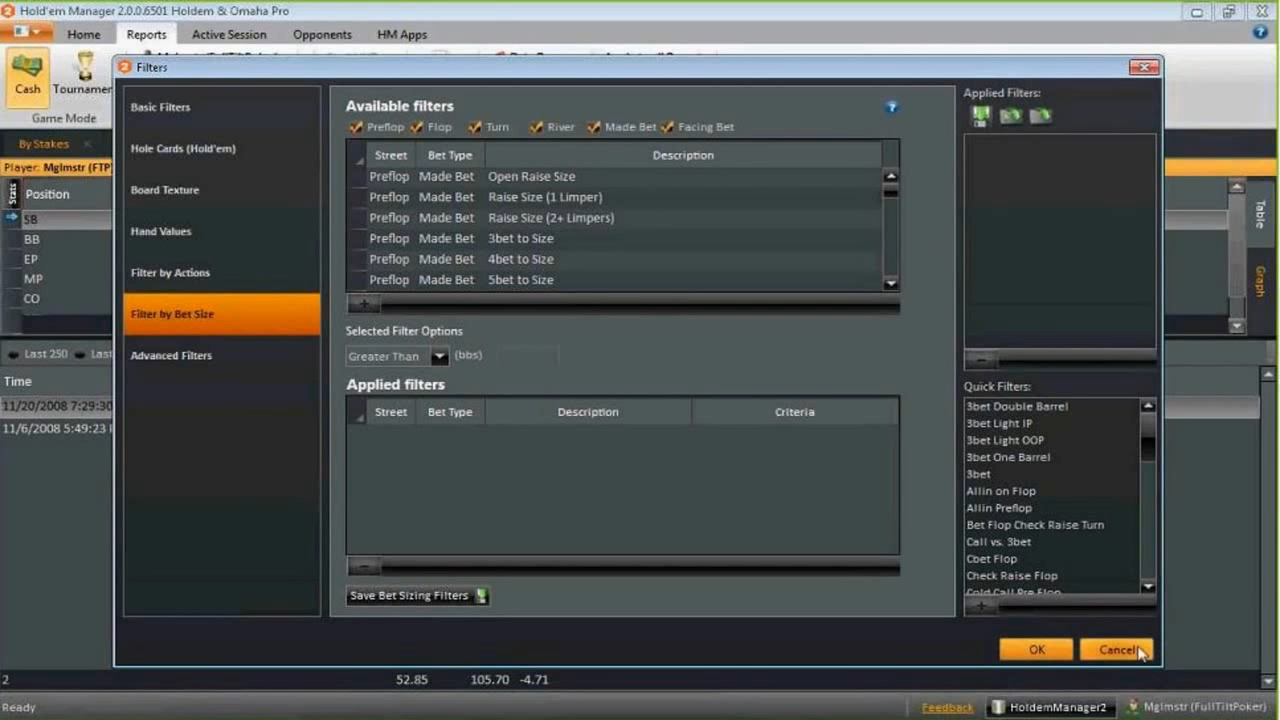 Hold'em Manager 2.0.0.6501 Holdem & Omaha Pro
Home Reports Active Session Opponents HM Apps
Cash Tournamen
Game Mode
By Stakes
Player: Mglmstr (FTP)
Stats Position
SB
BB
EP
MP
CO
Last 250 Las
Time
11/20/2008 7:29:30
11/6/2008 5:49:23
Filters
Basic Filters
Hole Cards (Hold'em)
Board Texture
Hand Values
Filter by Actions
Filter by Bet Size
Advanced Filters
Available filters
Preflop Flop Turn River Made Bet Facing Bet
Street Bet Type Description
Preflop Made Bet Open Raise Size
Preflop Made Bet Raise Size (1 Limper)
Preflop Made Bet Raise Size (2+ Limpers)
Preflop Made Bet 3bet to Size
Preflop Made Bet 4bet to Size
Preflop Made Bet 5bet to Size
Selected Filter Options
Greater Than (bbs)
Applied filters
Street Bet Type Description Criteria
Save Bet Sizing Filters
Applied Filters:
Quick Filters:
3bet Double Barrel
3bet Light IP
3bet Light OOP
3bet One Barrel
3bet
Allin on Flop
Allin Preflop
Bet Flop Check Raise Turn
Call vs. 3bet
Cbet Flop
Check Raise Flop
Cold Call Pre Flop
OK Cancel
Table
Graph
2 52.85 105.70 -4.71
Ready Feedback HoldemManager2 Mglmstr (FullTiltPoker)